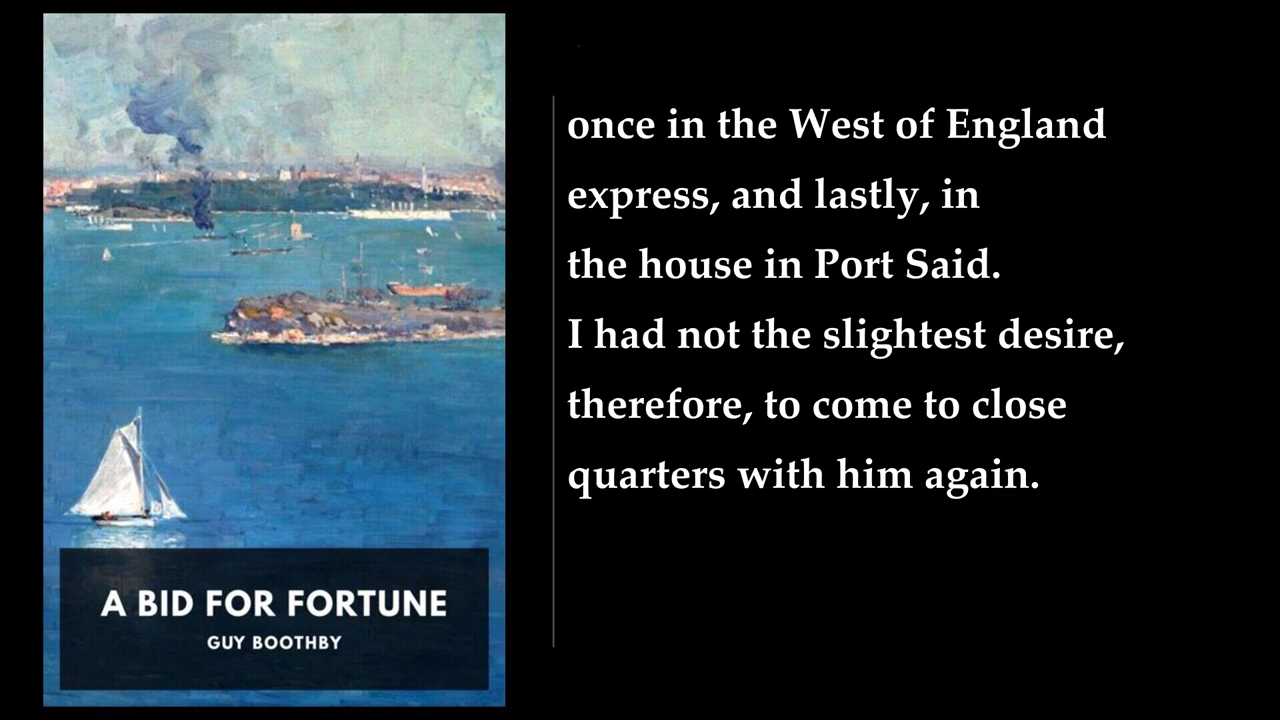 A BID FOR FORTUNE
GUY BOOTHBY
once in the West of England
express, and lastly, in
the house in Port Said.
I had not the slightest desire,
therefore, to come to close
quarters with him again.